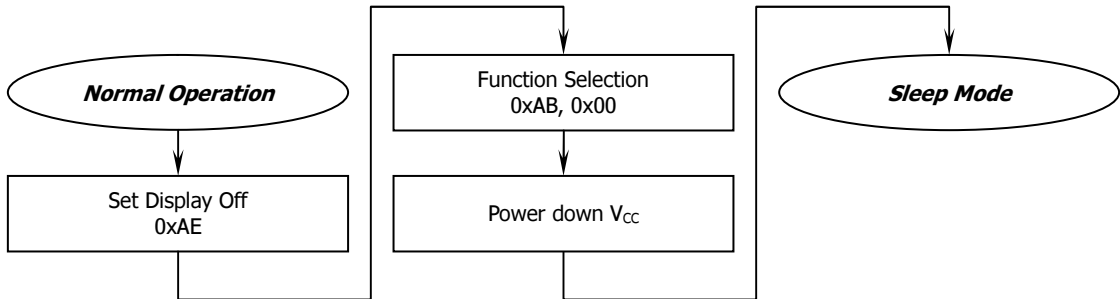 Normal Operation
Set Display Off
0xAE
Function Selection
0xAB, 0x00
Power down VCC
Sleep Mode